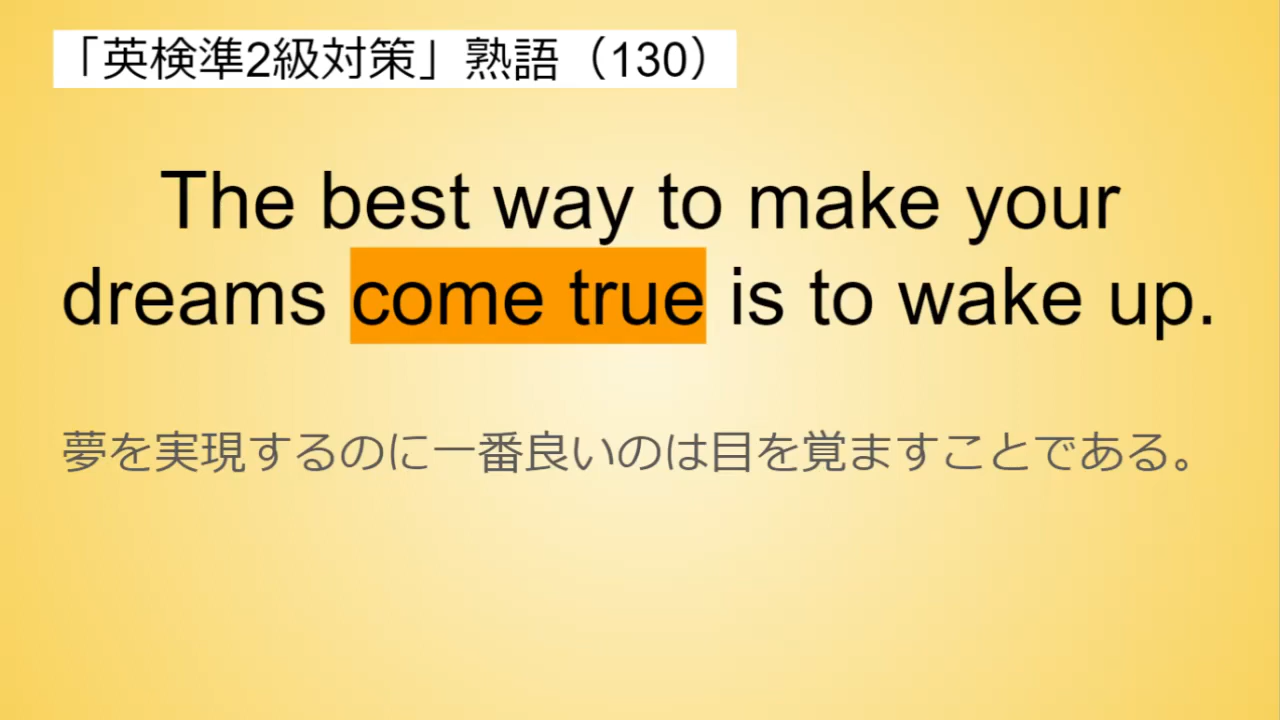 「英検準2級対策」熟語（130）
The best way to make your
dreams come true is to wake up.
夢を実現するのに一番良いのは目を覚ますことである。